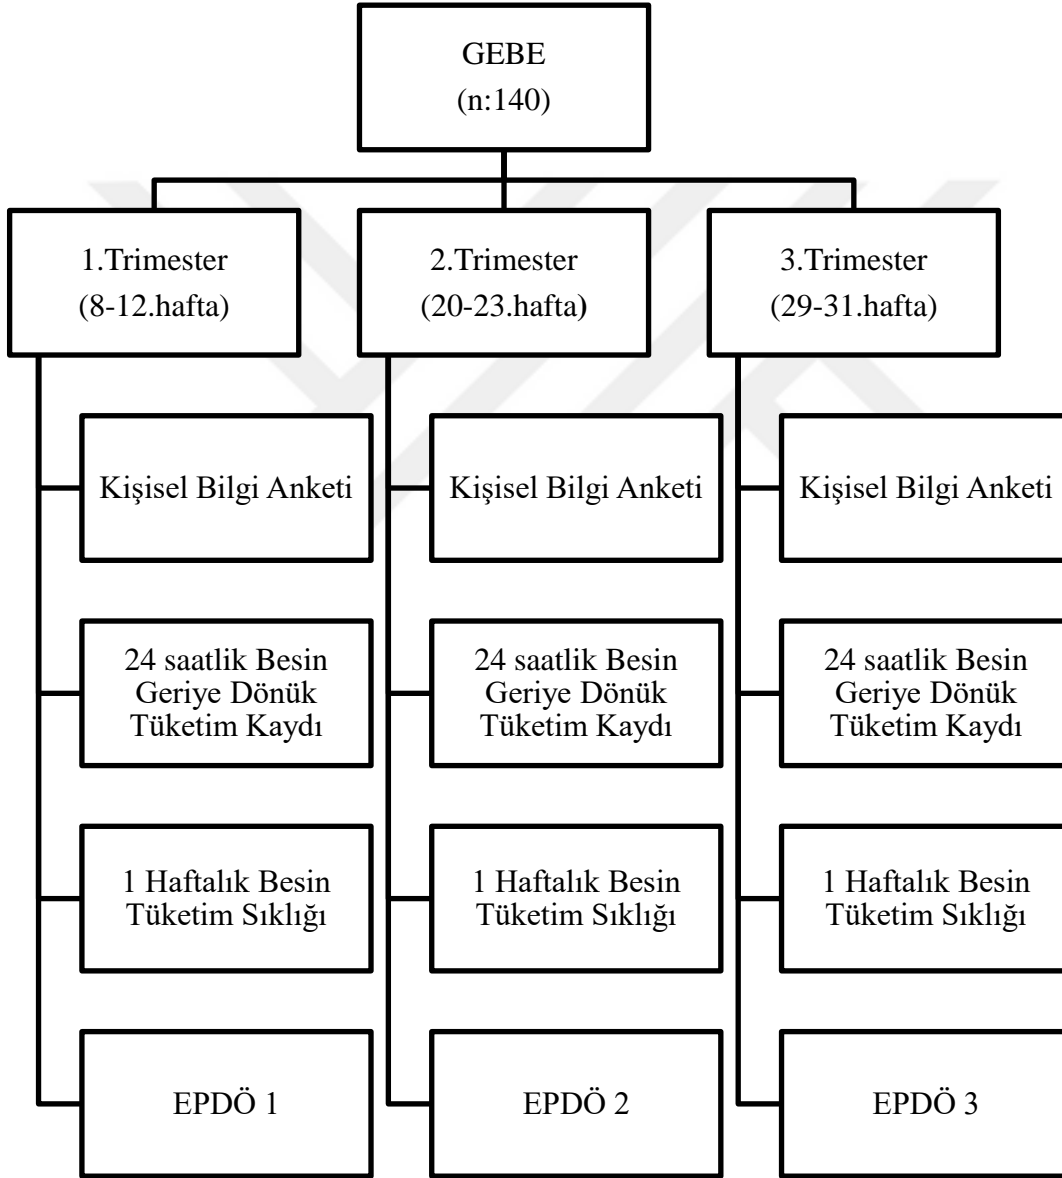 GEBE
(n:140)
1.Trimester
(8-12.hafta)
2.Trimester
(20-23.hafta)
3.Trimester
(29-31.hafta)
Kişisel Bilgi Anketi
Kişisel Bilgi Anketi
Kişisel Bilgi Anketi
24 saatlik Besin
Geriye Dönük
Tüketim Kaydı
24 saatlik Besin
Geriye Dönük
Tüketim Kaydı
24 saatlik Besin
Geriye Dönük
Tüketim Kaydı
1 Haftalık Besin
Tüketim Sıklığı
1 Haftalık Besin
Tüketim Sıklığı
1 Haftalık Besin
Tüketim Sıklığı
EPDÖ 1
EPDÖ 2
EPDÖ 3